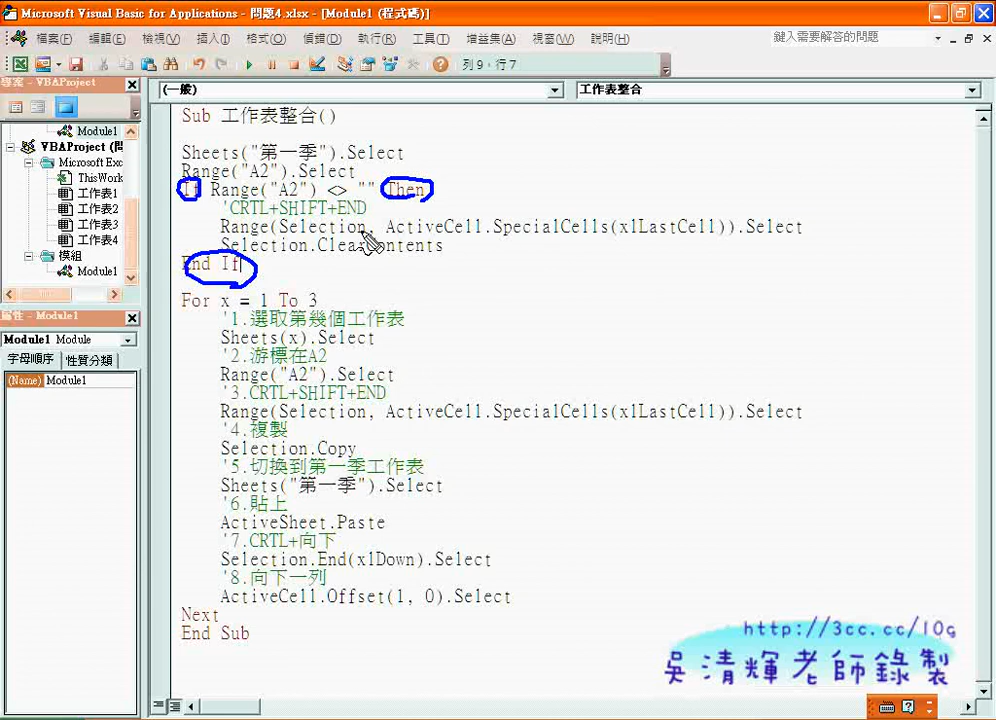 Microsoft Visual Basic for Applications - 問題4.xlsx - [Module1 (程式碼)]
檔案(F) 編輯(E) 檢視(V) 插入(I) 格式(O) 偵錯(D) 執行(R) 工具(T) 增益集(A) 視窗(W) 說明(H) 鍵入需要解答的問題
列 9, 行 7
專案 - VBAProject
(一般) 工作表整合
Module1
VBAProject (問
Microsoft Exc
ThisWork
工作表1
工作表2
工作表3
工作表4
模組
Module1
屬性 - Module1
Module1 Module
字母順序 性質分類
(Name) Module1
Sub 工作表整合()
Sheets("第一季").Select
Range("A2").Select
If Range("A2") <> "" Then
'CRTL+SHIFT+END
Range(Selection, ActiveCell.SpecialCells(xlLastCell)).Select
Selection.ClearContents
End If
For x = 1 To 3
'1.選取第幾個工作表
Sheets(x).Select
'2.游標在A2
Range("A2").Select
'3.CRTL+SHIFT+END
Range(Selection, ActiveCell.SpecialCells(xlLastCell)).Select
'4.複製
Selection.Copy
'5.切換到第一季工作表
Sheets("第一季").Select
'6.貼上
ActiveSheet.Paste
'7.CRTL+向下
Selection.End(xlDown).Select
'8.向下一列
ActiveCell.Offset(1, 0).Select
Next
End Sub
http://3cc.cc/10g
吳清輝老師錄製